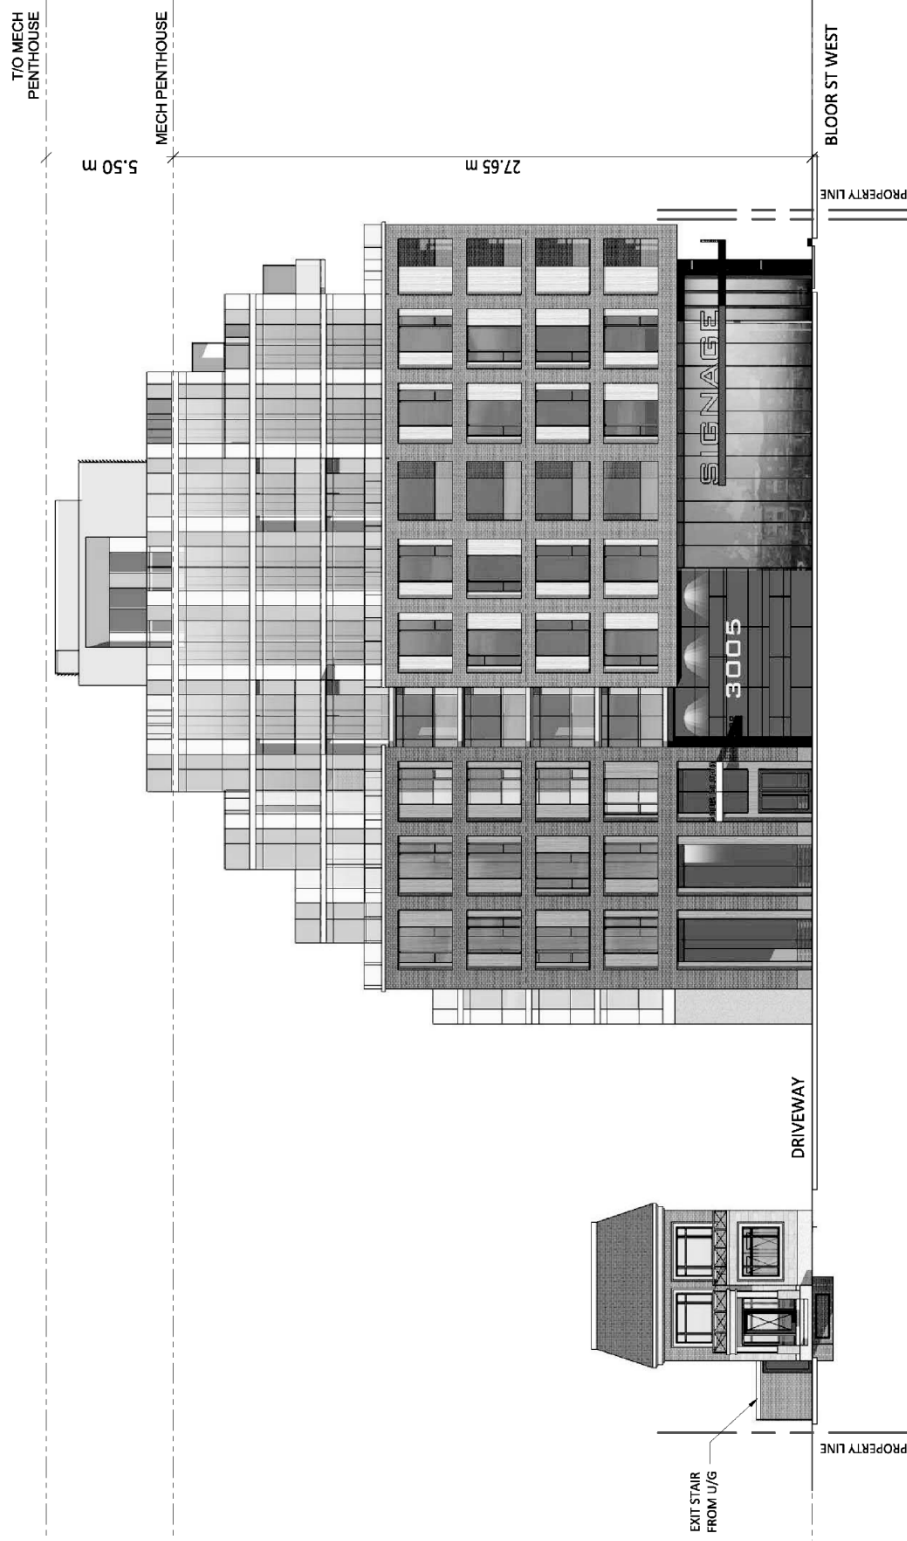 T/O MECH
PENTHOUSE
5.50 m
MECH PENTHOUSE
27.65 m
BLOOR ST WEST
PROPERTY LINE
SIGNAGE
3005
DRIVEWAY
EXIT STAIR
FROM U/G
PROPERTY LINE